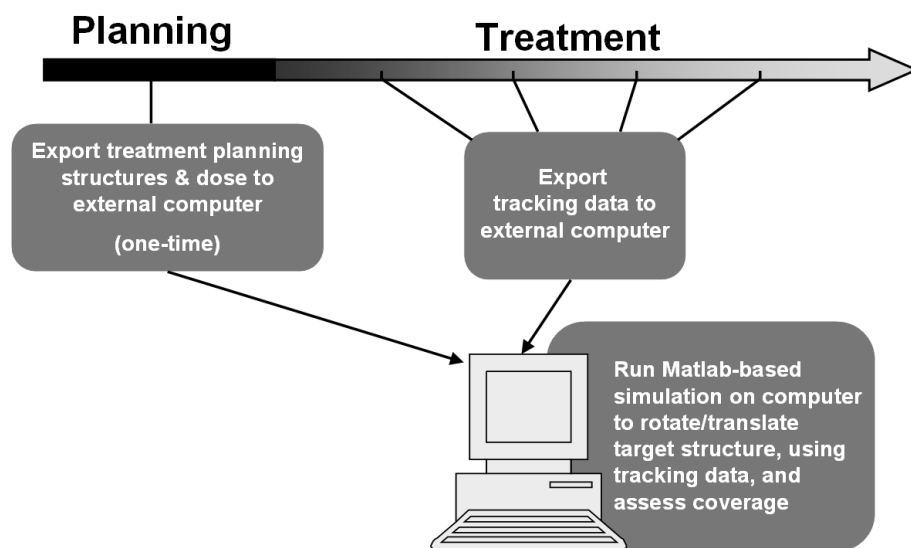 Planning
Treatment
Export treatment planning
structures & dose to
external computer
(one-time)
Export
tracking data to
external computer
Run Matlab-based
simulation on computer
to rotate/translate
target structure, using
tracking data, and
assess coverage